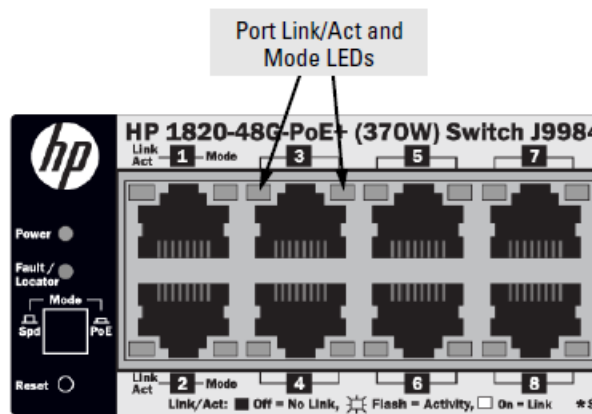 Port Link/Act and
Mode LEDs
hp
HP 1820-48G-PoE+ (370W) Switch J9984
Link
Act
1
Mode
3
5
7
Power
Fault /
Locator
Mode
Spd
PoE
Reset
Link
Act
2
Mode
4
6
8
Link/Act: Off = No Link, Flash = Activity, On = Link *S